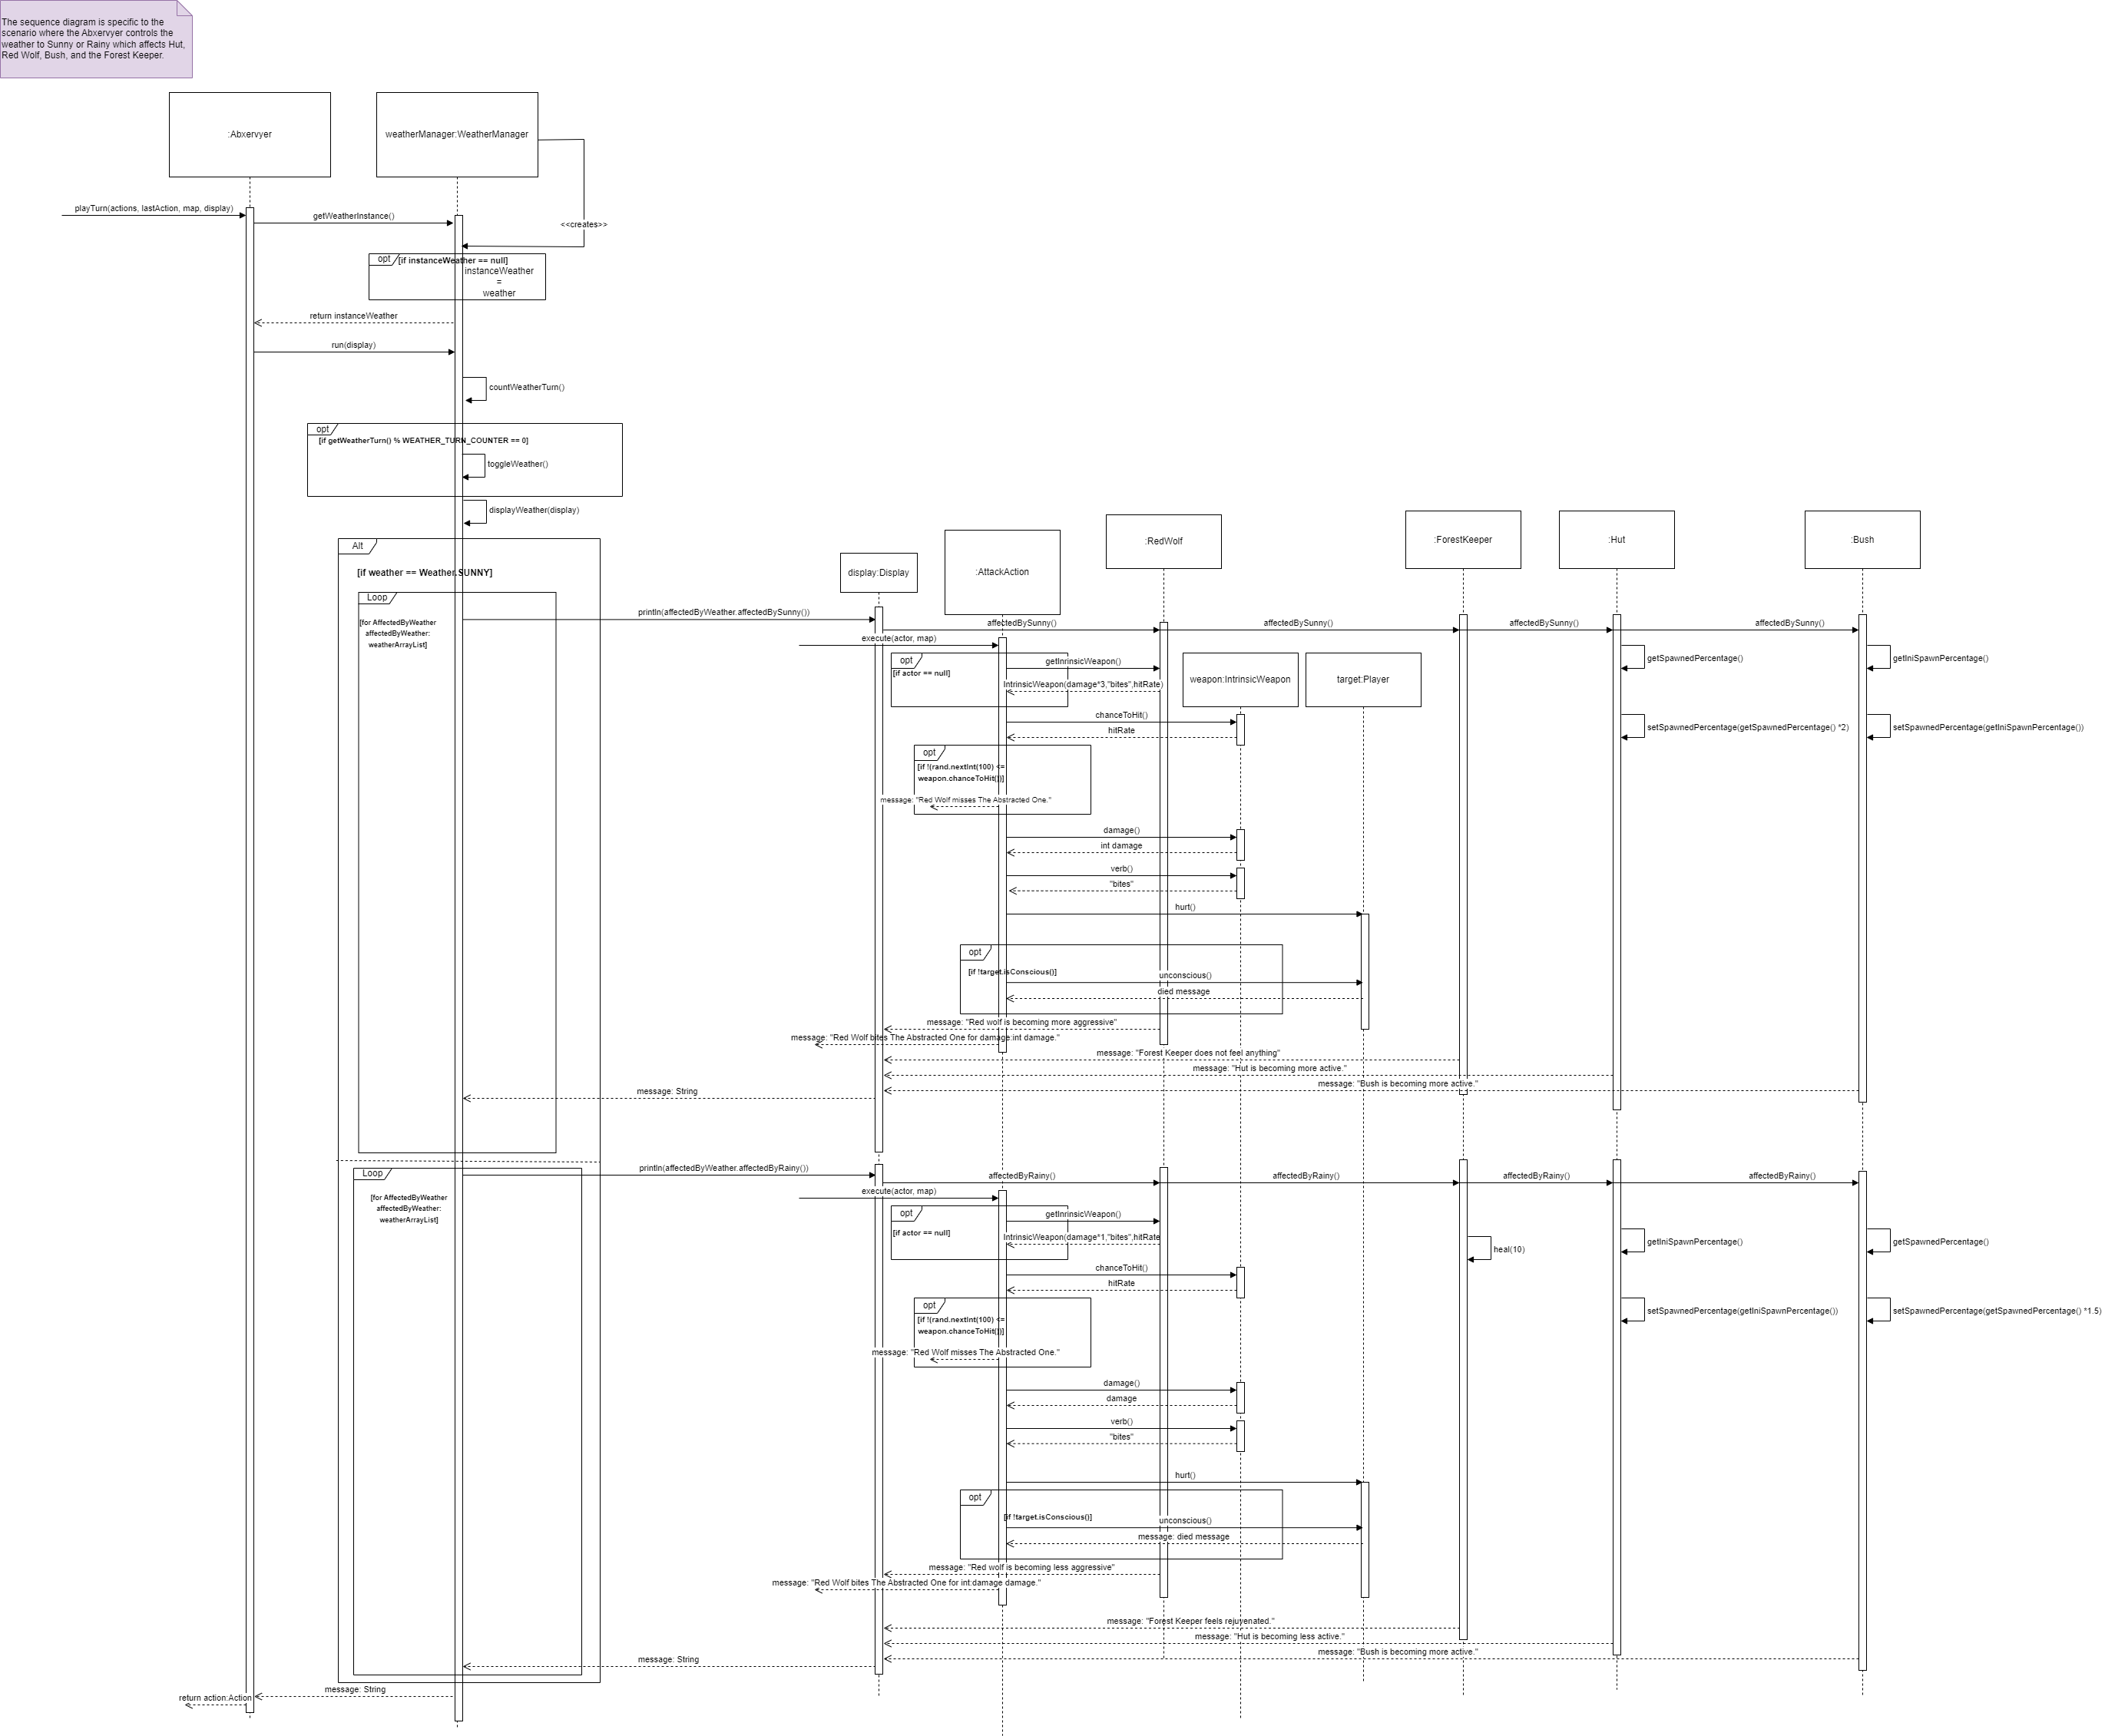 The sequence diagram is specific to the
scenario where the Abxervyer controls the
weather to Sunny or Rainy which affects Hut,
Red Wolf, Bush, and the Forest Keeper.
:Abxervyer
weatherManager:WeatherManager
playTurn(actions, lastAction, map, display)
getWeatherInstance()
<<creates>>
opt
[if instanceWeather == null]
instanceWeather
=
weather
return instanceWeather
run(display)
countWeatherTurn()
opt
[if getWeatherTurn() % WEATHER_TURN_COUNTER == 0]
toggleWeather()
displayWeather(display)
Alt
[if weather == Weather.SUNNY]
display:Display
:AttackAction
:RedWolf
:ForestKeeper
:Hut
:Bush
Loop
[for AffectedByWeather
affectedByWeather:
weatherArrayList]
println(affectedByWeather.affectedBySunny())
affectedBySunny()
affectedBySunny()
affectedBySunny()
affectedBySunny()
execute(actor, map)
opt
[if actor == null]
getInrinsicWeapon()
IntrinsicWeapon(damage*3,"bites",hitRate)
weapon:IntrinsicWeapon
target:Player
getSpawnedPercentage()
getIniSpawnPercentage()
chanceToHit()
hitRate
setSpawnedPercentage(getSpawnedPercentage() *2)
setSpawnedPercentage(getIniSpawnPercentage())
opt
[if !(rand.nextInt(100) <=
weapon.chanceToHit())]
message: "Red Wolf misses The Abstracted One."
damage()
int damage
verb()
"bites"
hurt()
opt
[if !target.isConscious()]
unconscious()
died message
message: "Red wolf is becoming more aggressive"
message: "Red Wolf bites The Abstracted One for damage:int damage."
message: "Forest Keeper does not feel anything"
message: "Hut is becoming more active."
message: "Bush is becoming more active."
message: String
Loop
[for AffectedByWeather
affectedByWeather:
weatherArrayList]
println(affectedByWeather.affectedByRainy())
affectedByRainy()
affectedByRainy()
affectedByRainy()
affectedByRainy()
execute(actor, map)
opt
[if actor == null]
getInrinsicWeapon()
IntrinsicWeapon(damage*1,"bites",hitRate
heal(10)
getIniSpawnPercentage()
getSpawnedPercentage()
chanceToHit()
hitRate
setSpawnedPercentage(getIniSpawnPercentage())
setSpawnedPercentage(getSpawnedPercentage() *1.5)
opt
[if !(rand.nextInt(100) <=
weapon.chanceToHit())]
message: "Red Wolf misses The Abstracted One."
damage()
damage
verb()
"bites"
hurt()
opt
[if !target.isConscious()]
unconscious()
message: died message
message: "Red wolf is becoming less aggressive"
message: "Red Wolf bites The Abstracted One for int:damage damage."
message: "Forest Keeper feels rejuvenated."
message: "Hut is becoming less active."
message: "Bush is becoming more active."
message: String
message: String
return action:Action